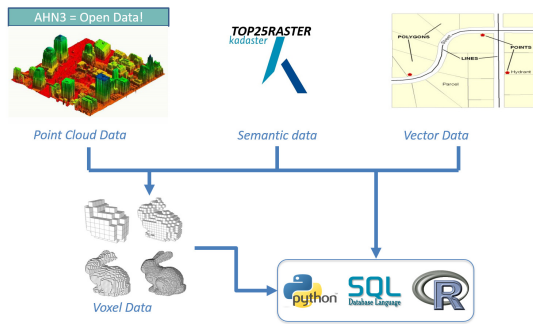 AHN3 = Open Data!
TOP25RASTER
kadaster
POLYGONS
Street
POINTS
LINES
Hydrant
Parcel
Point Cloud Data
Semantic data
Vector Data
Voxel Data
python
SQL
Database Language
R